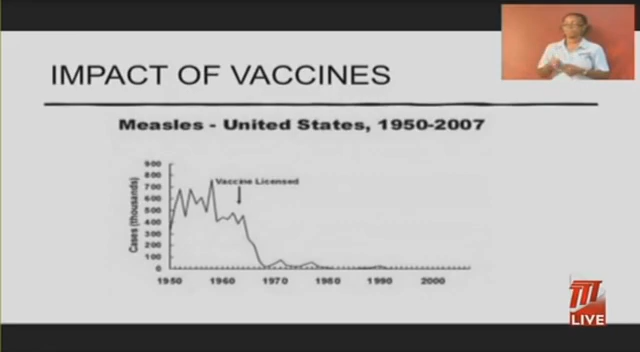 IMPACT OF VACCINES
Measles - United States, 1950-2007
Cases (thousands)
900
800
700
600
500
400
300
200
100
0
Vaccine Licensed
1950 1960 1970 1980 1990 2000
LIVE